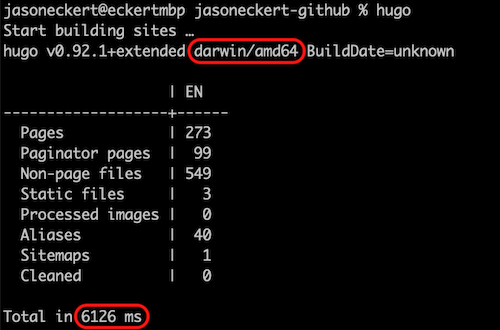 jasoneckert@eckertmbp jasoneckert-github % hugo
Start building sites …
hugo v0.92.1+extended darwin/amd64 BuildDate=unknown
                   | EN
-------------------+------
  Pages            | 273
  Paginator pages  |  99
  Non-page files   | 549
  Static files     |   3
  Processed images |   0
  Aliases          |  40
  Sitemaps         |   1
  Cleaned          |   0
Total in 6126 ms